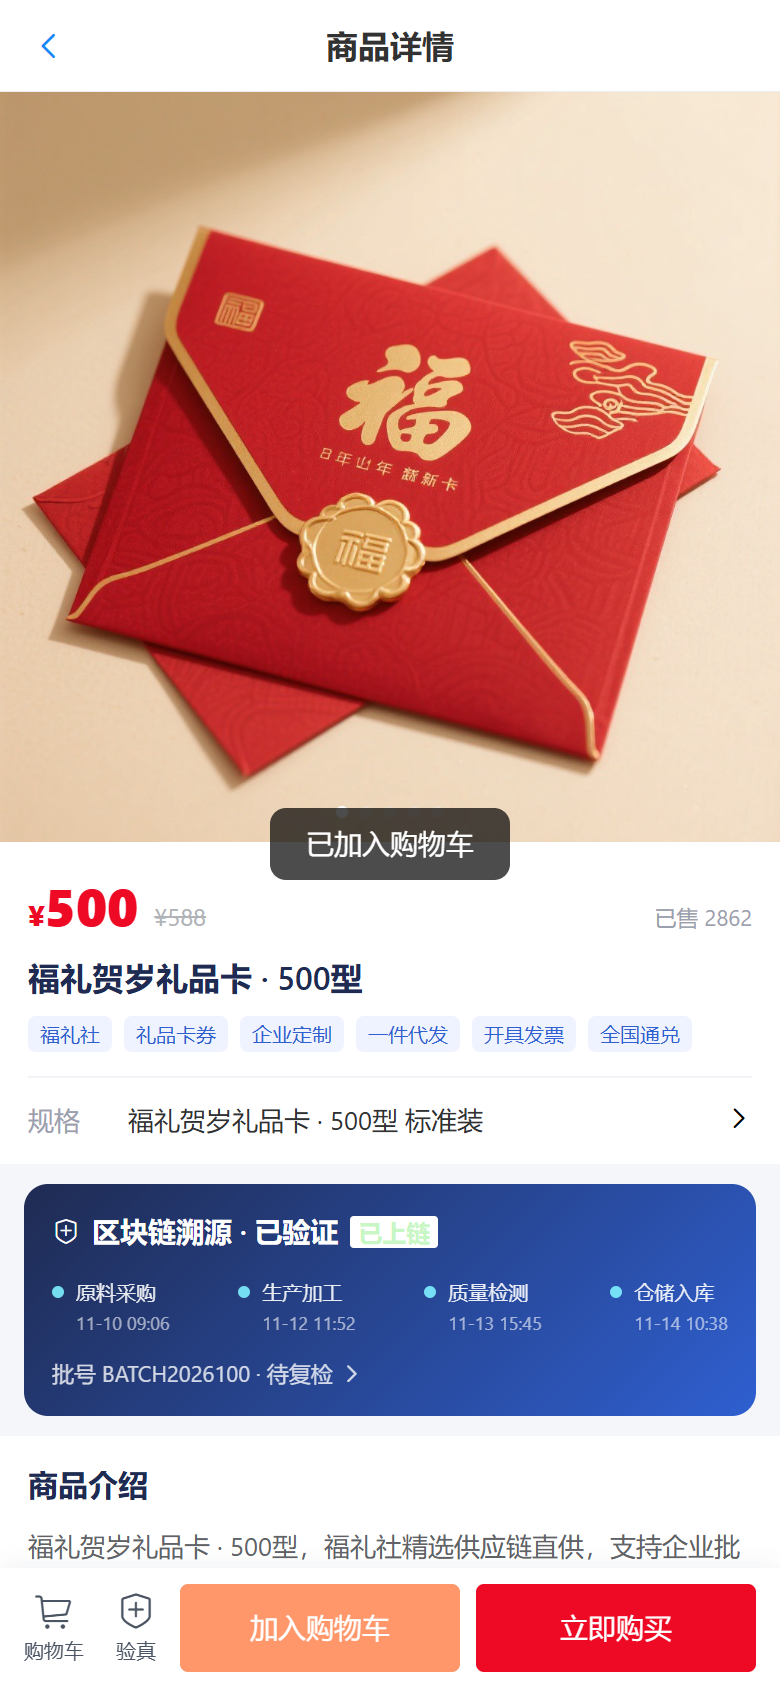 商品详情
福
福
日年山年 新卡
福
已加入购物车
¥500 ¥588 已售 2862
福礼贺岁礼品卡 · 500型
福礼社 礼品卡券 企业定制 一件代发 开具发票 全国通兑
规格 福礼贺岁礼品卡 · 500型 标准装
区块链溯源 · 已验证 已上链
原料采购 生产加工 质量检测 仓储入库
11-10 09:06 11-12 11:52 11-13 15:45 11-14 10:38
批号 BATCH2026100 · 待复检
商品介绍
福礼贺岁礼品卡 · 500型，福礼社精选供应链直供，支持企业批
加入购物车 立即购买
购物车 验真